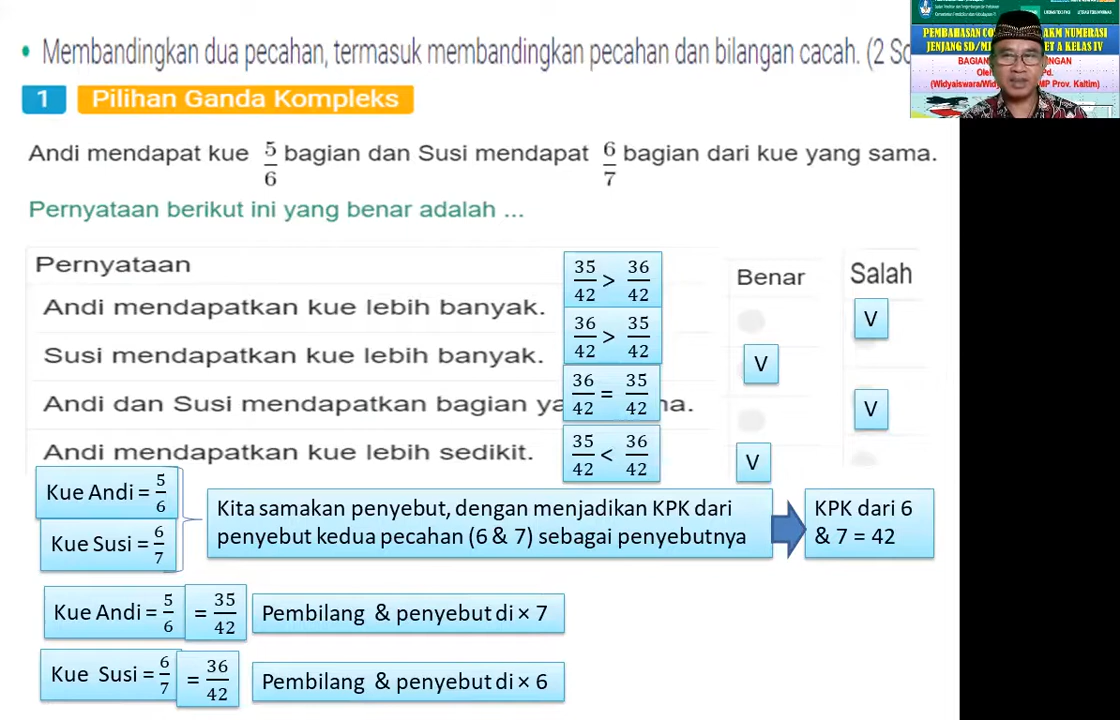 • Membandingkan dua pecahan, termasuk membandingkan pecahan dan bilangan cacah. (2 So
PEMBAHASAN CO AKM NUMERASI
JENJANG SD/MI ET A KELAS IV
BAGIAN NGAN
Ole Pd.
(Widyaiswara/Wid MP Prov. Kaltim)
1 Pilihan Ganda Kompleks
Andi mendapat kue 5/6 bagian dan Susi mendapat 6/7 bagian dari kue yang sama.
Pernyataan berikut ini yang benar adalah ...
Pernyataan Benar Salah
Andi mendapatkan kue lebih banyak. 35/42 > 36/42 V
Susi mendapatkan kue lebih banyak. 36/42 > 35/42 V
Andi dan Susi mendapatkan bagian ya 36/42 = 35/42 na. V
Andi mendapatkan kue lebih sedikit. 35/42 < 36/42 V
Kue Andi = 5/6
Kue Susi = 6/7
Kita samakan penyebut, dengan menjadikan KPK dari
penyebut kedua pecahan (6 & 7) sebagai penyebutnya
KPK dari 6
& 7 = 42
Kue Andi = 5/6 = 35/42 Pembilang & penyebut di × 7
Kue Susi = 6/7 = 36/42 Pembilang & penyebut di × 6